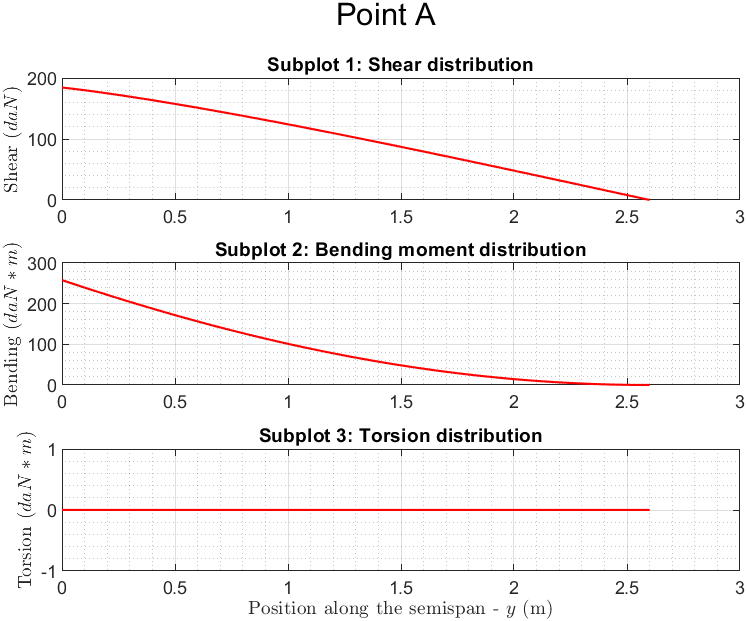 Point A
Subplot 1: Shear distribution
Shear (daN)
200
100
0
0 0.5 1 1.5 2 2.5 3
Subplot 2: Bending moment distribution
Bending (daN * m)
300
200
100
0
0 0.5 1 1.5 2 2.5 3
Subplot 3: Torsion distribution
Torsion (daN * m)
1
0
-1
0 0.5 1 1.5 2 2.5 3
Position along the semispan - y (m)